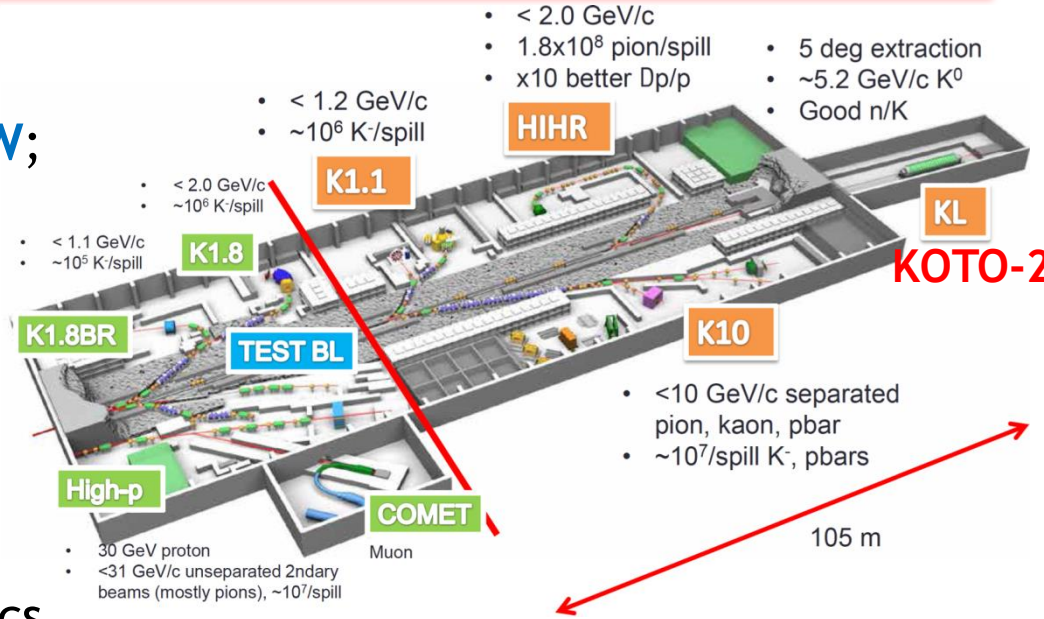 • < 2.0 GeV/c
• 1.8x10⁸ pion/spill
• x10 better Dp/p
• 5 deg extraction
• ~5.2 GeV/c K⁰
• Good n/K
• < 1.2 GeV/c
• ~10⁶ K⁻/spill
HIHR
K1.1
W;
• < 2.0 GeV/c
• ~10⁶ K⁻/spill
KL
KOTO-2
• < 1.1 GeV/c
• ~10⁵ K⁻/spill
K1.8
K1.8BR
TEST BL
K10
• <10 GeV/c separated
pion, kaon, pbar
• ~10⁷/spill K⁻, pbars
High-p
COMET
Muon
105 m
• 30 GeV proton
• <31 GeV/c unseparated 2ndary
beams (mostly pions), ~10⁷/spill
cs